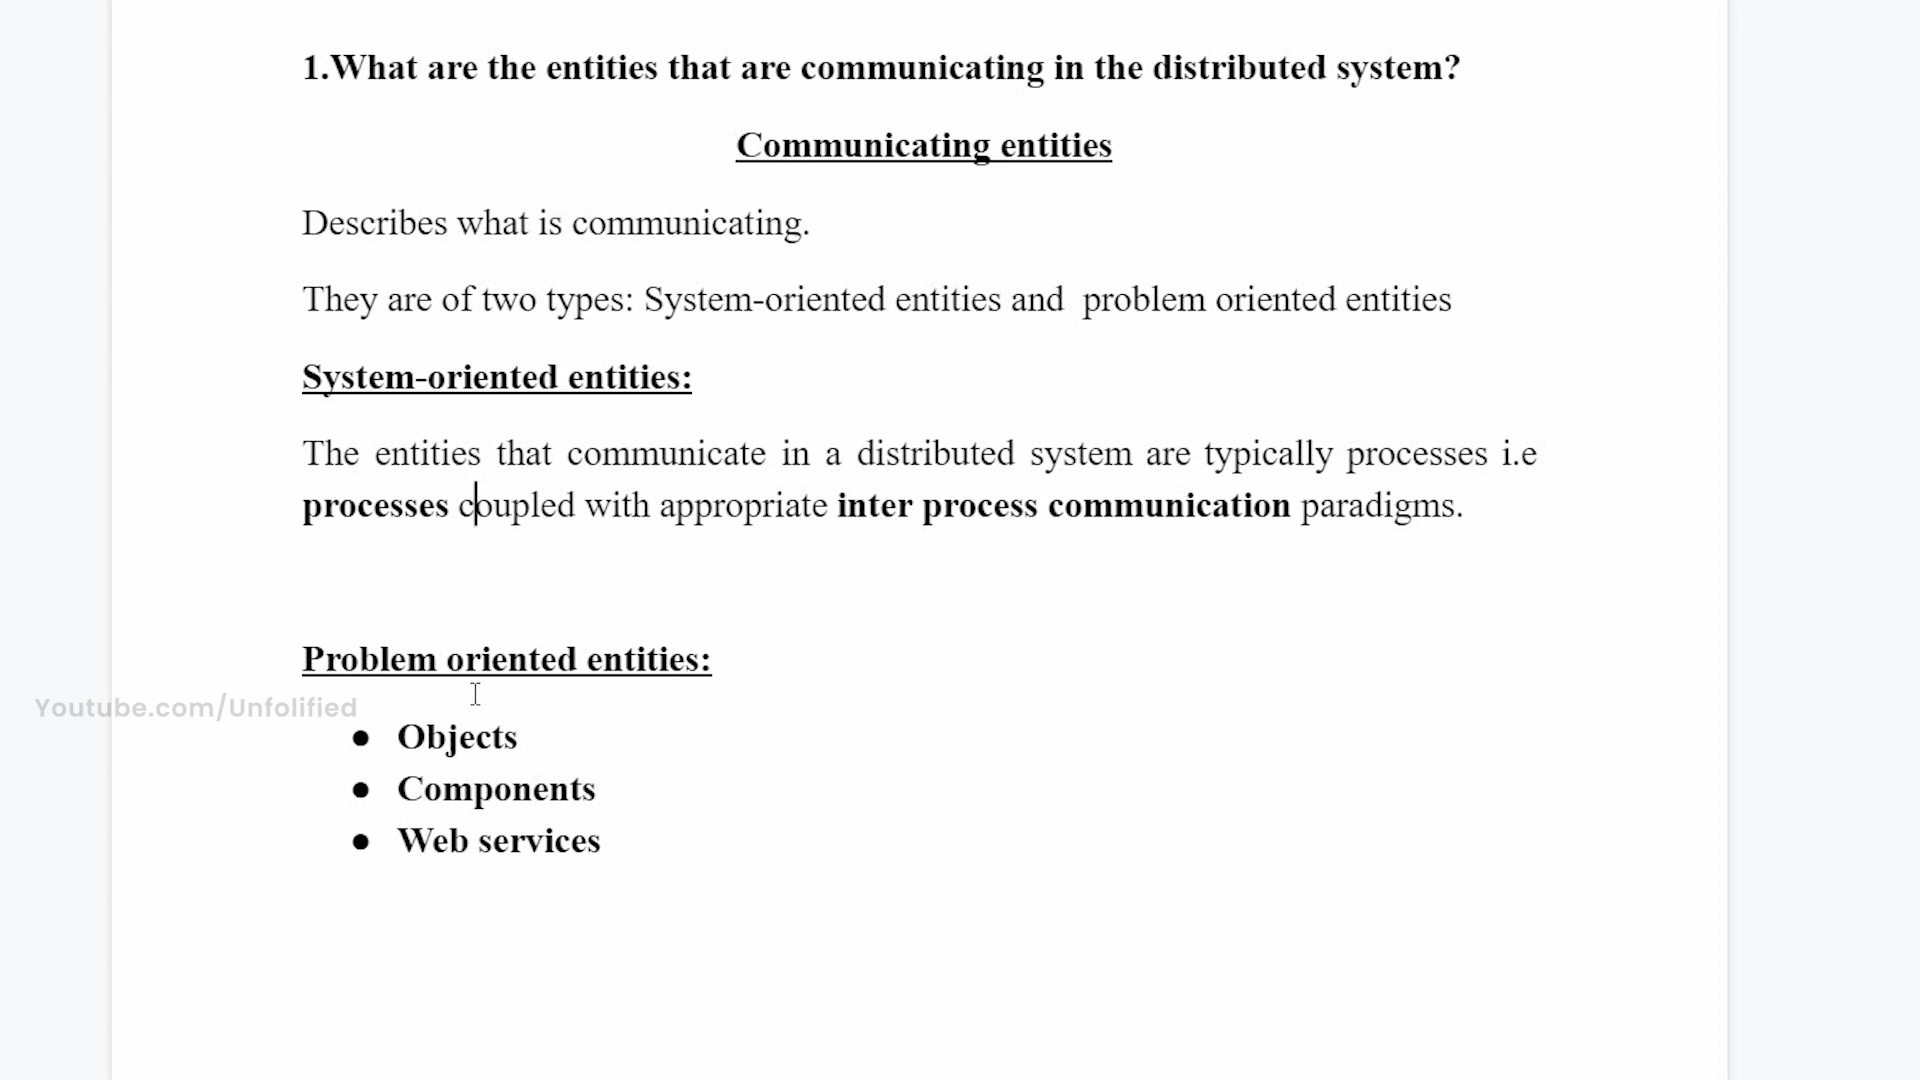 1.What are the entities that are communicating in the distributed system?
Communicating entities
Describes what is communicating.
They are of two types: System-oriented entities and  problem oriented entities
System-oriented entities:
The entities that communicate in a distributed system are typically processes i.e
processes coupled with appropriate inter process communication paradigms.
Problem oriented entities:
Youtube.com/Unfolified
● Objects
● Components
● Web services